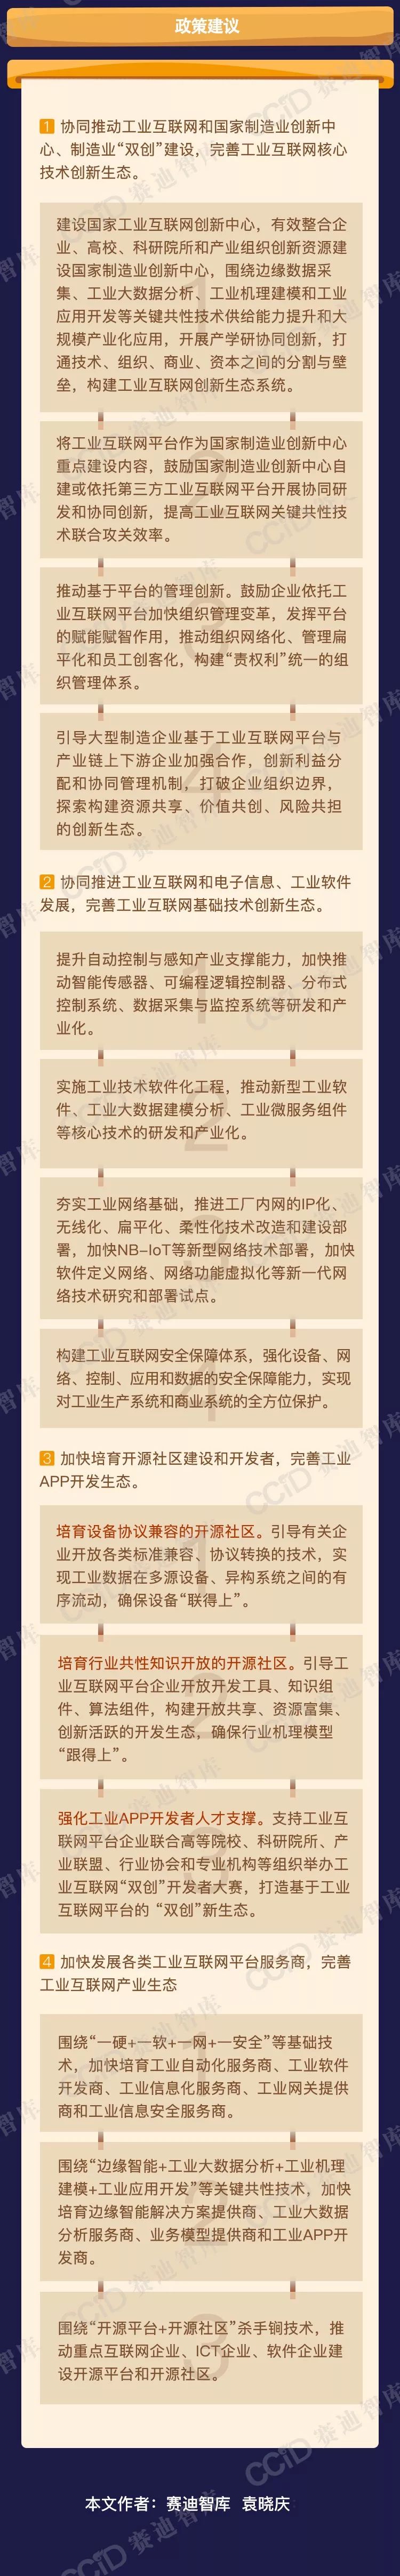 政策建议
1 协同推动工业互联网和国家制造业创新中
心、制造业“双创”建设，完善工业互联网核心
技术创新生态。
建设国家工业互联网创新中心，有效整合企
业、高校、科研院所和产业组织创新资源建
设国家制造业创新中心，围绕边缘数据采
集、工业大数据分析、工业机理建模和工业
应用开发等关键共性技术供给能力提升和大
规模产业化应用，开展产学研协同创新，打
通技术、组织、商业、资本之间的分割与壁
垒，构建工业互联网创新生态系统。
1
将工业互联网平台作为国家制造业创新中心
重点建设内容，鼓励国家制造业创新中心自
建或依托第三方工业互联网平台开展协同研
发和协同创新，提高工业互联网关键共性技
术联合攻关效率。
2
推动基于平台的管理创新。鼓励企业依托工
业互联网平台加快组织管理变革，发挥平台
的赋能赋智作用，推动组织网络化、管理扁
平化和员工创客化，构建“责权利”统一的组
织管理体系。
3
引导大型制造企业基于工业互联网平台与
产业链上下游企业加强合作，创新利益分
配和协同管理机制，打破企业组织边界，
探索构建资源共享、价值共创、风险共担
的创新生态。
4
2 协同推进工业互联网和电子信息、工业软件
发展，完善工业互联网基础技术创新生态。
提升自动控制与感知产业支撑能力，加快推
动智能传感器、可编程逻辑控制器、分布式
控制系统、数据采集与监控系统等研发和产
业化。
1
实施工业技术软件化工程，推动新型工业软
件、工业大数据建模分析、工业微服务组件
等核心技术的研发和产业化。
2
夯实工业网络基础，推进工厂内网的IP化、
无线化、扁平化、柔性化技术改造和建设部
署，加快NB-IoT等新型网络技术部署，加快
软件定义网络、网络功能虚拟化等新一代网
络技术研究和部署试点。
3
构建工业互联网安全保障体系，强化设备、网
络、控制、应用和数据的安全保障能力，实现
对工业生产系统和商业系统的全方位保护。
4
3 加快培育开源社区建设和开发者，完善工业
APP开发生态。
培育设备协议兼容的开源社区。引导有关企
业开放各类标准兼容、协议转换的技术，实
现工业数据在多源设备、异构系统之间的有
序流动，确保设备“联得上”。
1
培育行业共性知识开放的开源社区。引导工
业互联网平台企业开放开发工具、知识组
件、算法组件，构建开放共享、资源富集、
创新活跃的开发生态，确保行业机理模型
“跟得上”。
2
强化工业APP开发者人才支撑。支持工业互
联网平台企业联合高等院校、科研院所、产
业联盟、行业协会和专业机构等组织举办工
业互联网“双创”开发者大赛，打造基于工业
互联网平台的 “双创”新生态。
3
4 加快发展各类工业互联网平台服务商，完善
工业互联网产业生态
围绕“一硬+一软+一网+一安全”等基础技
术，加快培育工业自动化服务商、工业软件
开发商、工业信息化服务商、工业网关提供
商和工业信息安全服务商。
1
围绕“边缘智能+工业大数据分析+工业机理
建模+工业应用开发”等关键共性技术，加快
培育边缘智能解决方案提供商、工业大数据
分析服务商、业务模型提供商和工业APP开
发商。
2
围绕“开源平台+开源社区”杀手锏技术，推
动重点互联网企业、ICT企业、软件企业建
设开源平台和开源社区。
3
本文作者：赛迪智库 袁晓庆
CCID 赛迪智库